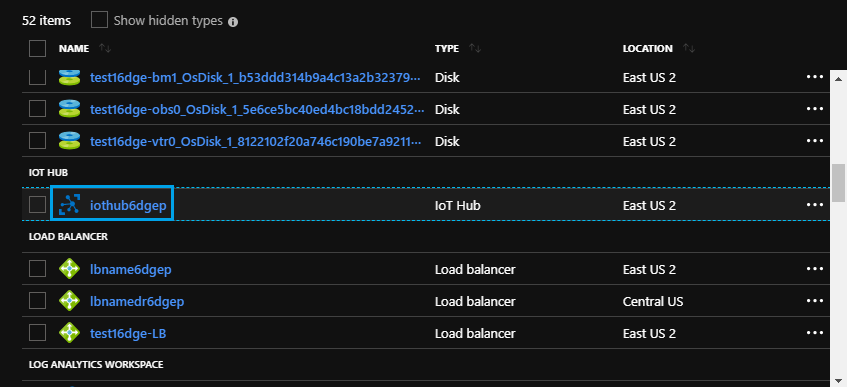 52 items Show hidden types
NAME TYPE LOCATION
test16dge-bm1_OsDisk_1_b53ddd314b9a4c13a2b32379··· Disk East US 2
test16dge-obs0_OsDisk_1_5e6ce5bc40ed4bc18bdd2452··· Disk East US 2
test16dge-vtr0_OsDisk_1_8122102f20a746c190be7a9211··· Disk East US 2
IOT HUB
iothub6dgep IoT Hub East US 2
LOAD BALANCER
lbname6dgep Load balancer East US 2
lbnamedr6dgep Load balancer Central US
test16dge-LB Load balancer East US 2
LOG ANALYTICS WORKSPACE